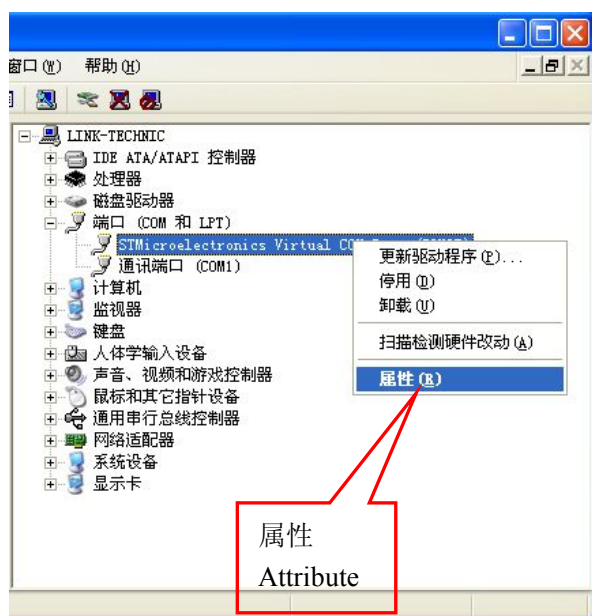 窗口(W) 帮助(H)
LINK-TECHNIC
IDE ATA/ATAPI 控制器
处理器
磁盘驱动器
端口 (COM 和 LPT)
STMicroelectronics Virtual COM
通讯端口 (COM1)
计算机
监视器
键盘
人体学输入设备
声音、视频和游戏控制器
鼠标和其它指针设备
通用串行总线控制器
网络适配器
系统设备
显示卡
更新驱动程序(P)...
停用(D)
卸载(U)
扫描检测硬件改动(A)
属性(R)
属性
Attribute